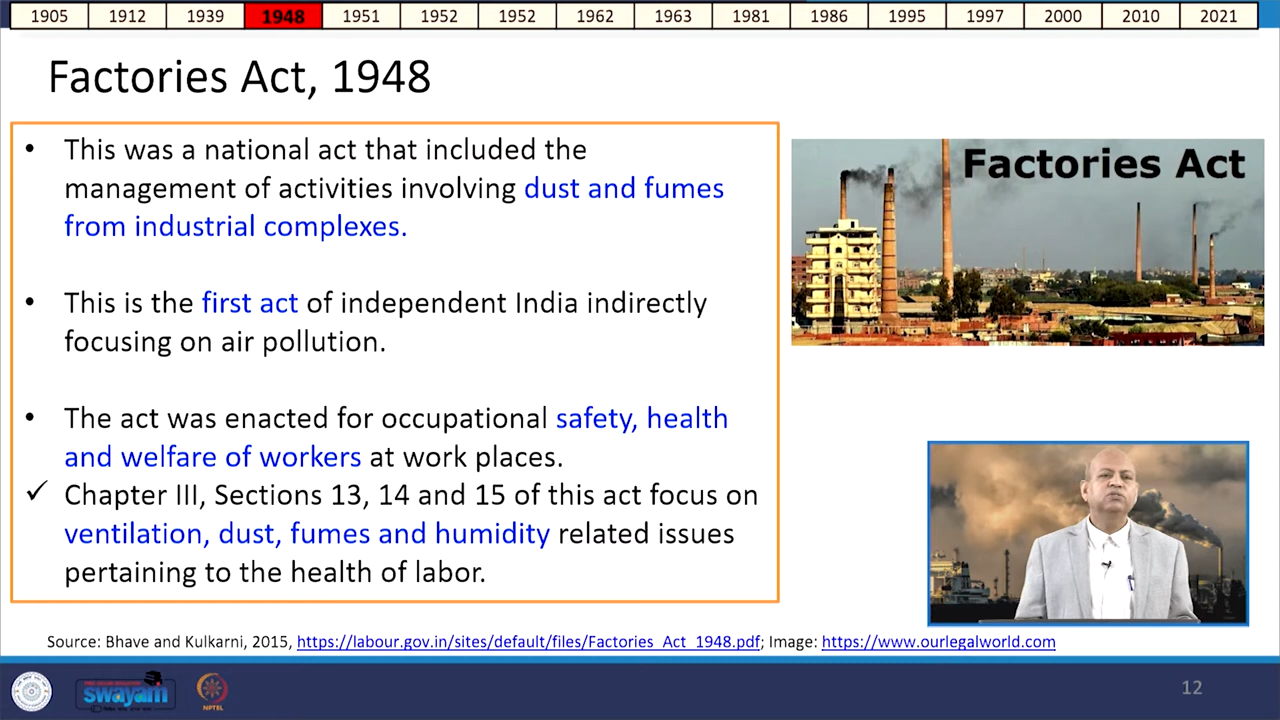 1905 1912 1939 1948 1951 1952 1952 1962 1963 1981 1986 1995 1997 2000 2010 2021
Factories Act, 1948
• This was a national act that included the
management of activities involving dust and fumes
from industrial complexes.
• This is the first act of independent India indirectly
focusing on air pollution.
• The act was enacted for occupational safety, health
and welfare of workers at work places.
✓ Chapter III, Sections 13, 14 and 15 of this act focus on
ventilation, dust, fumes and humidity related issues
pertaining to the health of labor.
Factories Act
Source: Bhave and Kulkarni, 2015, https://labour.gov.in/sites/default/files/Factories_Act_1948.pdf; Image: https://www.ourlegalworld.com
swayam
NPTEL
12